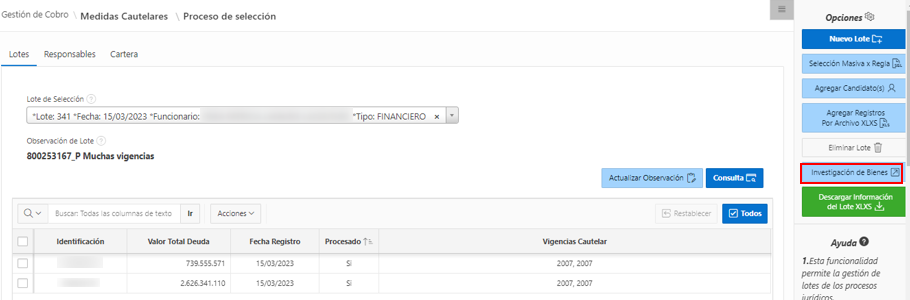 Gestión de Cobro \ Medidas Cautelares \ Proceso de selección
Lotes Responsables Cartera
Lote de Selección
*Lote: 341 *Fecha: 15/03/2023 *Funcionario: *Tipo: FINANCIERO ×
Observación de Lote
800253167_P Muchas vigencias
Actualizar Observación Consulta
Buscar Todas las columnas de texto Ir Acciones Restablecer Todos
Identificación Valor Total Deuda Fecha Registro Procesado Vigencias Cautelar
739.555.571 15/03/2023 Si 2007, 2007
2.626.341.110 15/03/2023 Si 2007, 2007
Opciones
Nuevo Lote
Selección Masiva x Regla
Agregar Candidato(s)
Agregar Registros
Por Archivo XLXS
Eliminar Lote
Investigación de Bienes
Descargar Información
del Lote XLXS
Ayuda
1.Esta funcionalidad
permite la gestión de
lotes de los procesos
jurídicos